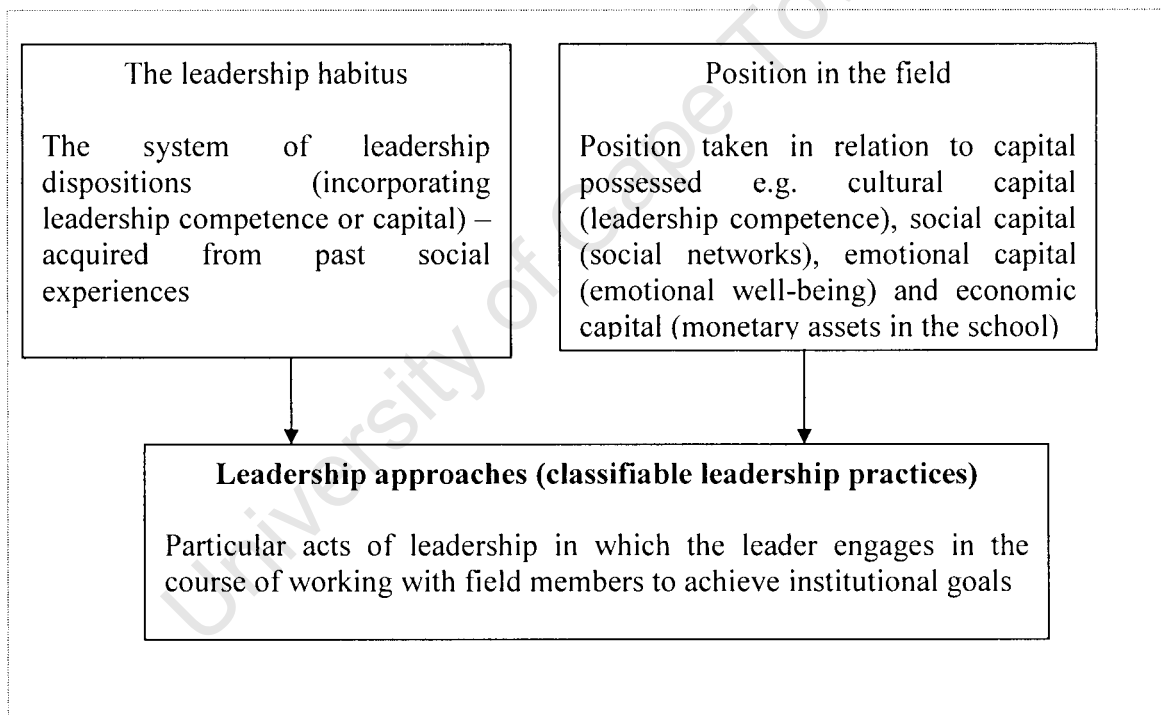 The leadership habitus
The system of leadership
dispositions (incorporating
leadership competence or capital) –
acquired from past social
experiences
Position in the field
Position taken in relation to capital
possessed e.g. cultural capital
(leadership competence), social capital
(social networks), emotional capital
(emotional well-being) and economic
capital (monetary assets in the school)
Leadership approaches (classifiable leadership practices)
Particular acts of leadership in which the leader engages in the
course of working with field members to achieve institutional goals
University of Cape To